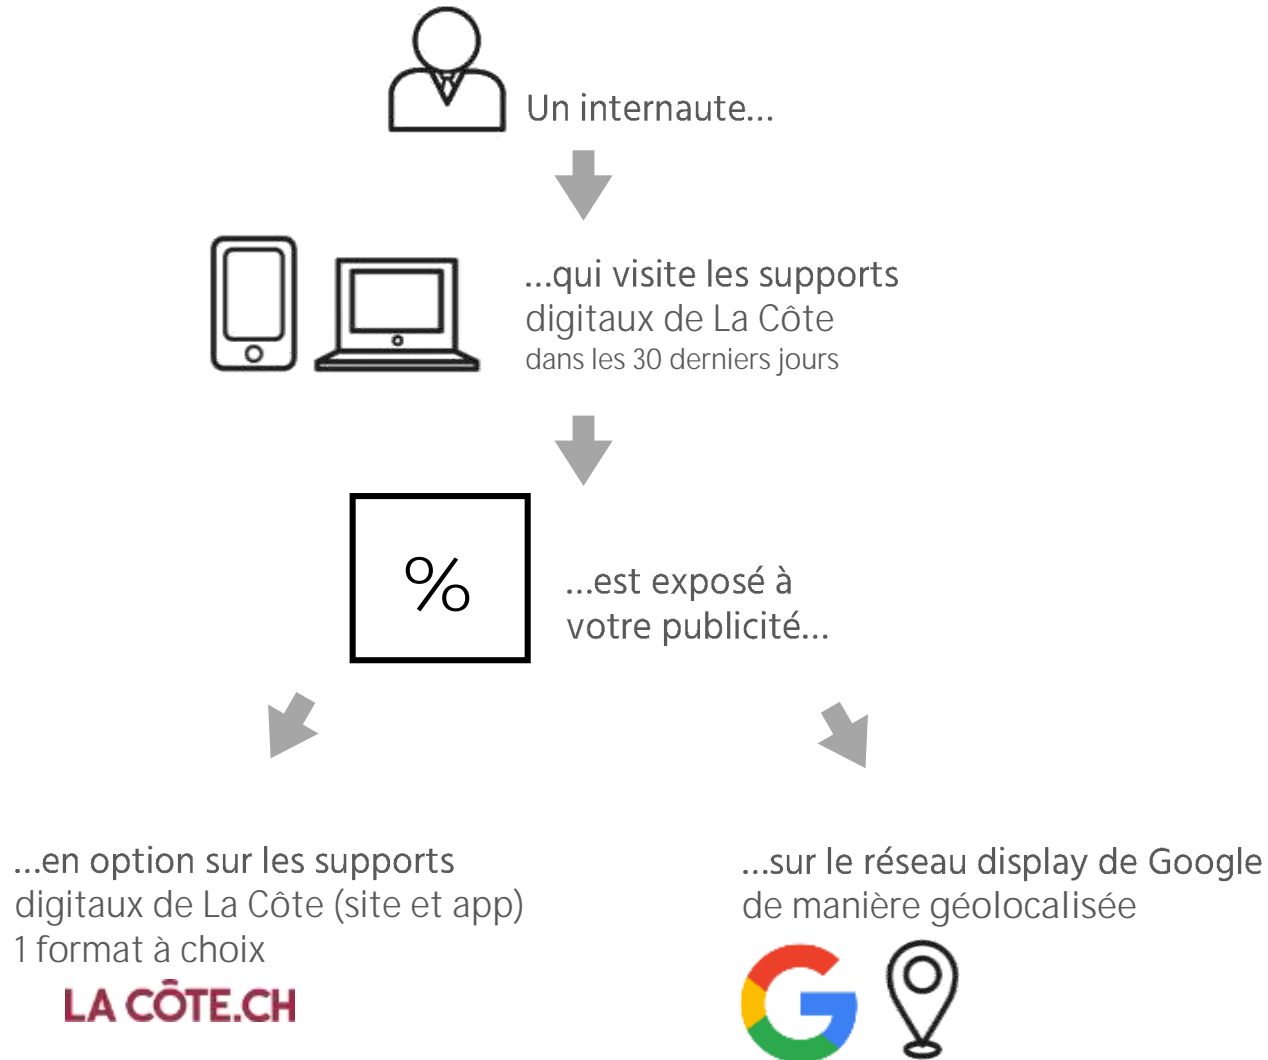 Un internaute...
...qui visite les supports
digitaux de La Côte
dans les 30 derniers jours
%
...est exposé à
votre publicité...
...en option sur les supports
digitaux de La Côte (site et app)
1 format à choix
LA CÔTE.CH
...sur le réseau display de Google
de manière géolocalisée
G